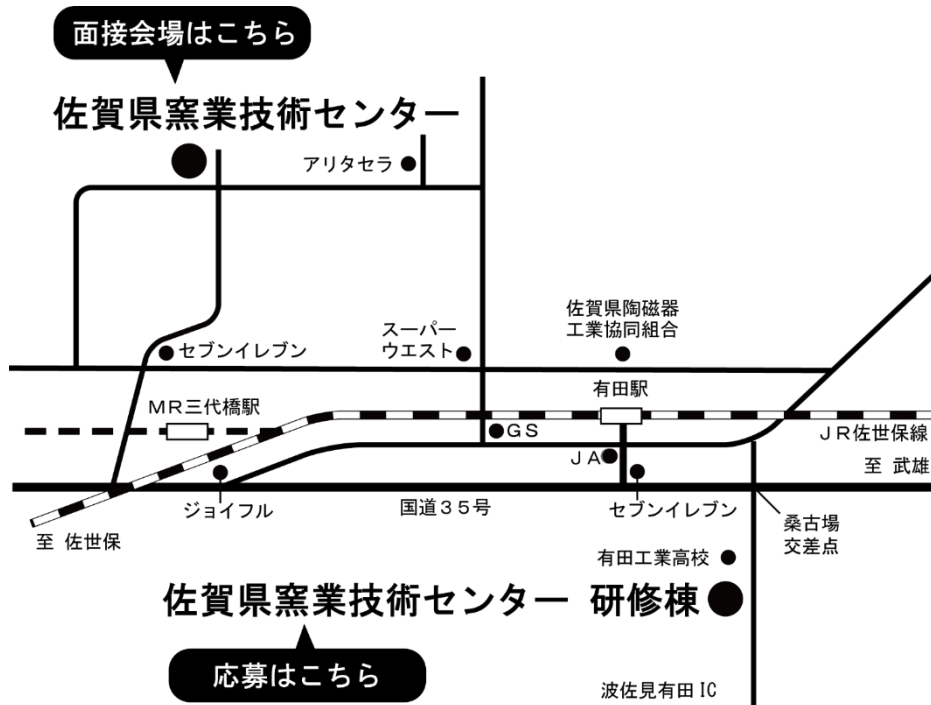 面接会場はこちら
佐賀県窯業技術センター
アリタセラ
佐賀県陶磁器
工業協同組合
スーパー
ウエスト
セブンイレブン
有田駅
MR三代橋駅
GS
JR佐世保線
JA
至 武雄
ジョイフル
国道35号
セブンイレブン
桑古場
交差点
至 佐世保
有田工業高校
佐賀県窯業技術センター 研修棟
応募はこちら
波佐見有田 IC